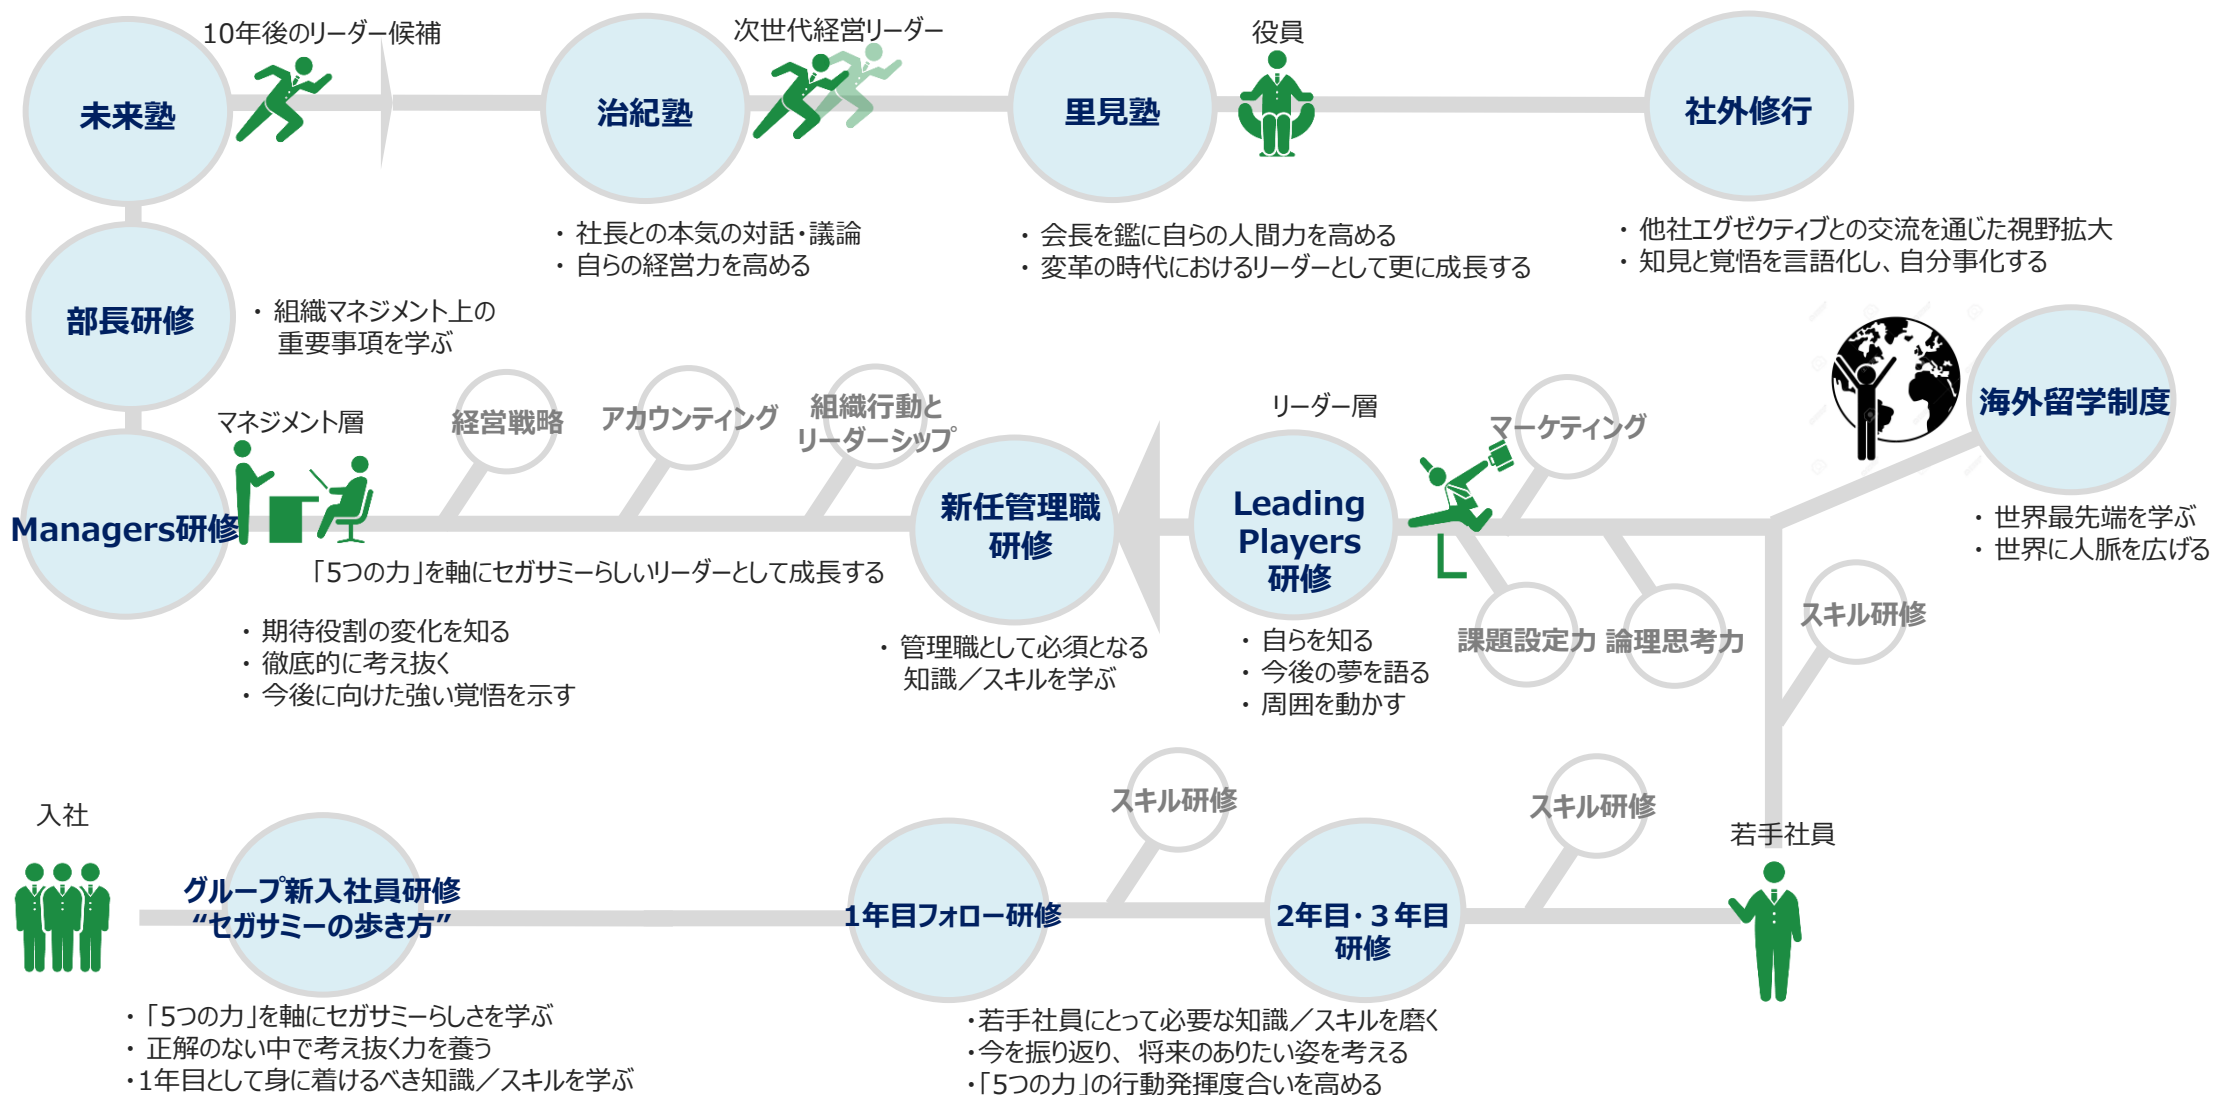 10年後のリーダー候補
次世代経営リーダー
役員
未来塾
治紀塾
里見塾
社外修行
・ 社長との本気の対話・議論
・ 自らの経営力を高める
・ 会長を鑑に自らの人間力を高める
・ 変革の時代におけるリーダーとして更に成長する
・ 他社エグゼクティブとの交流を通じた視野拡大
・ 知見と覚悟を言語化し、自分事化する
部長研修
・ 組織マネジメント上の
重要事項を学ぶ
マネジメント層
経営戦略
アカウンティング
組織行動と
リーダーシップ
リーダー層
マーケティング
海外留学制度
Managers研修
新任管理職
研修
Leading
Players
研修
・ 世界最先端を学ぶ
・ 世界に人脈を広げる
「5つの力」を軸にセガサミーらしいリーダーとして成長する
・ 期待役割の変化を知る
・ 徹底的に考え抜く
・ 今後に向けた強い覚悟を示す
・ 管理職として必須となる
知識／スキルを学ぶ
・ 自らを知る
・ 今後の夢を語る
・ 周囲を動かす
課題設定力
論理思考力
スキル研修
入社
スキル研修
スキル研修
若手社員
グループ新入社員研修
“セガサミーの歩き方”
1年目フォロー研修
2年目・３年目
研修
・ 「5つの力」を軸にセガサミーらしさを学ぶ
・ 正解のない中で考え抜く力を養う
・1年目として身に着けるべき知識／スキルを学ぶ
・若手社員にとって必要な知識／スキルを磨く
・今を振り返り、将来のありたい姿を考える
・「5つの力」の行動発揮度合いを高める